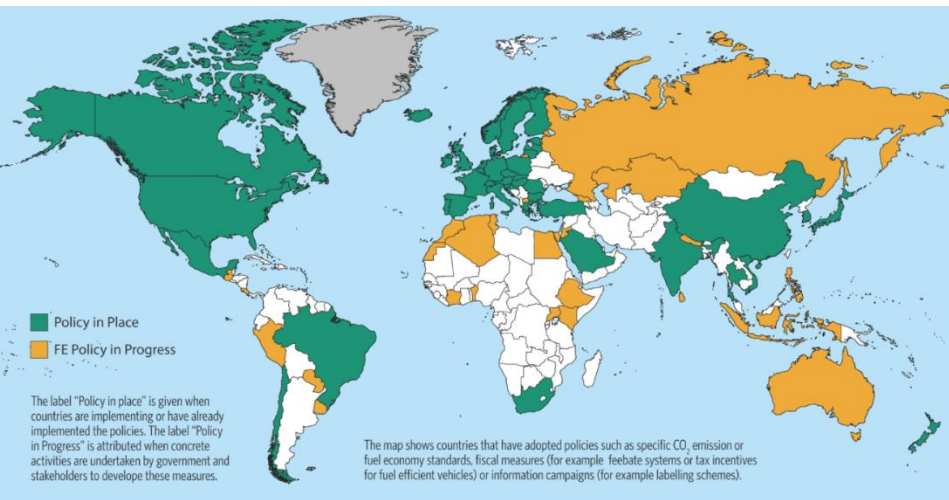 Policy in Place
FE Policy in Progress
The label “Policy in place” is given when
countries are implementing or have already
implemented the policies. The label “Policy
in Progress” is attributed when concrete
activities are undertaken by government and
stakeholders to develope these measures.
The map shows countries that have adopted policies such as specific CO₂ emission or
fuel economy standards, fiscal measures (for example feebate systems or tax incentives
for fuel efficient vehicles) or information campaigns (for example labelling schemes).